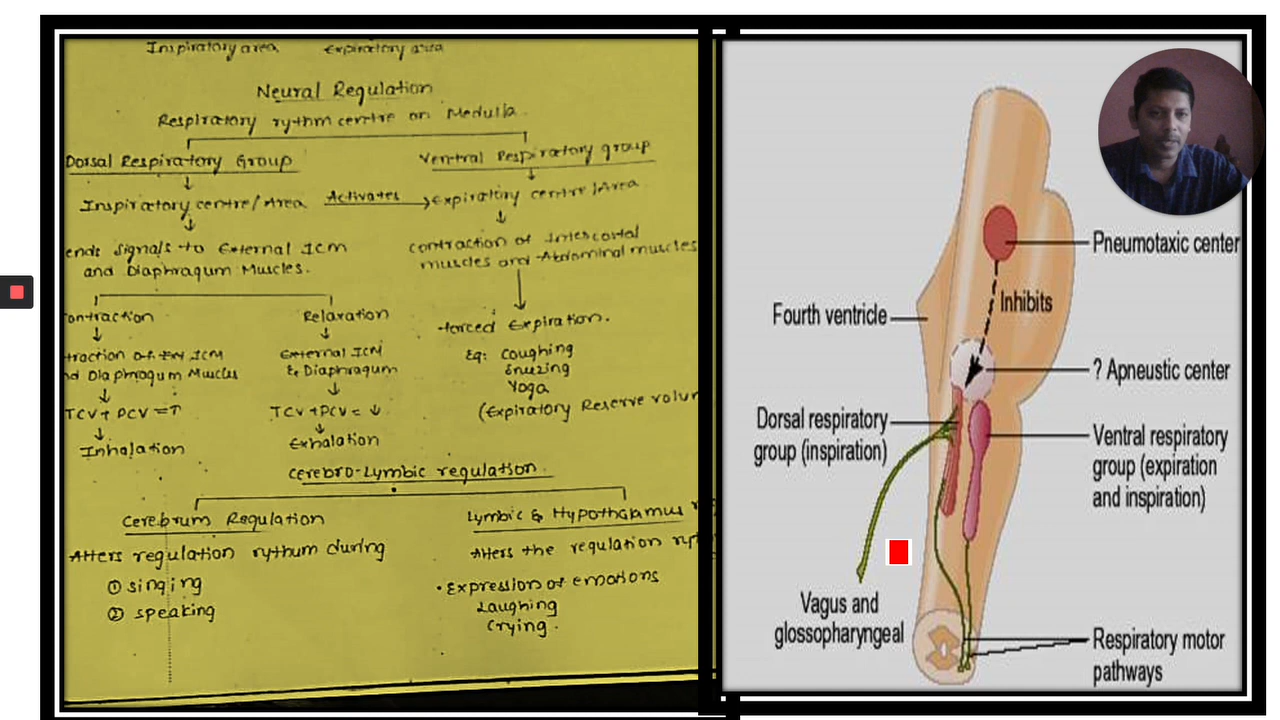 Inspiratory area Expiratory area
Neural Regulation
Respiratory rythm centre on Medulla.
Dorsal Respiratory Group
Ventral Respiratory group
Inspiratory centre/Area Activates Expiratory centre/Area
ends signals to External ICM
and Diaphragum Muscles.
contraction of Intercostal
muscles and Abdominal muscles
ontraction
Relaxation
traction of Ext ICM
nd Diaphragum Muscles
TCV + PCV = ↑
Inhalation
External ICM
& Diaphragum
TCV + PCV = ↓
Exhalation
forced Expiration.
Eg: Coughing
Sneezing
Yoga
(Expiratory Reserve volum
Cerebro-Lymbic regulation.
Cerebrum Regulation
Alters regulation rythum during
① singing
② speaking
Lymbic & Hypothalamus
Alters the regulation
• Expression of emotions
Laughing
Crying.
Pneumotaxic center
Inhibits
Fourth ventricle
? Apneustic center
Dorsal respiratory
group (inspiration)
Ventral respiratory
group (expiration
and inspiration)
Vagus and
glossopharyngeal
Respiratory motor
pathways